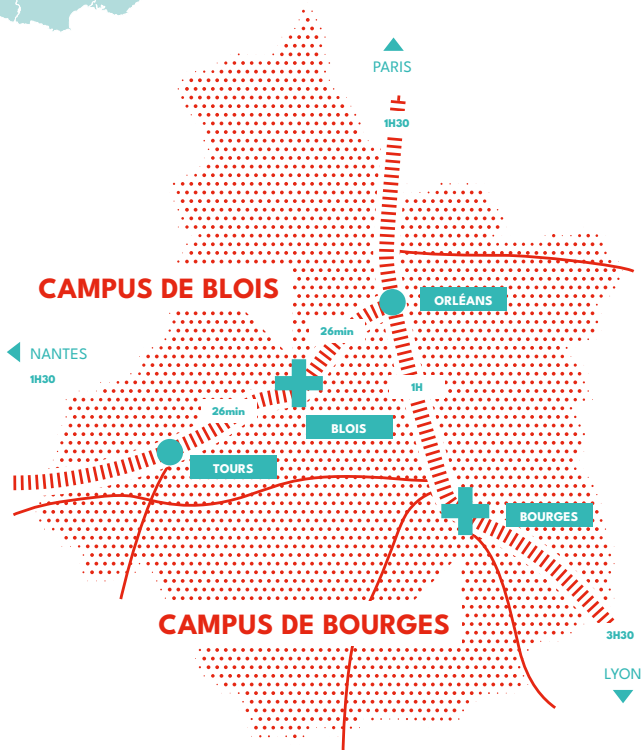 PARIS
1H30
CAMPUS DE BLOIS
ORLÉANS
26min
NANTES
1H30
1H
26min
BLOIS
TOURS
BOURGES
CAMPUS DE BOURGES
3H30
LYON